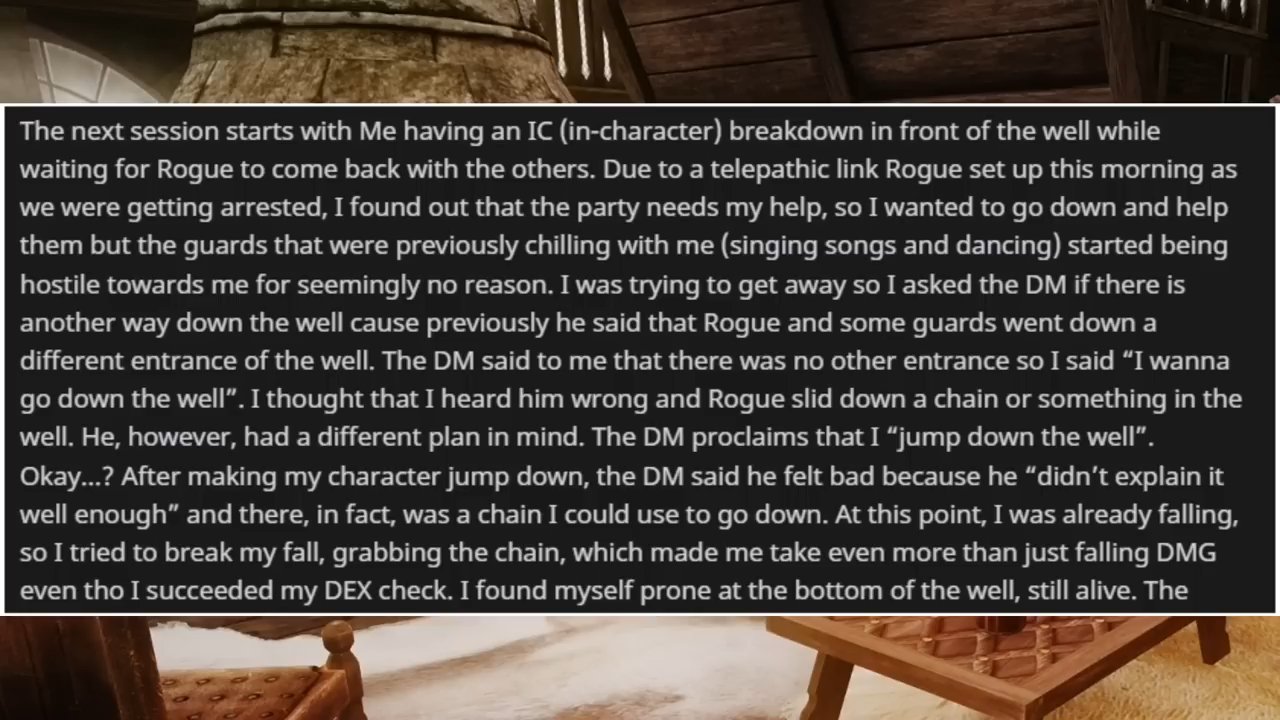 The next session starts with Me having an IC (in-character) breakdown in front of the well while
waiting for Rogue to come back with the others. Due to a telepathic link Rogue set up this morning as
we were getting arrested, I found out that the party needs my help, so I wanted to go down and help
them but the guards that were previously chilling with me (singing songs and dancing) started being
hostile towards me for seemingly no reason. I was trying to get away so I asked the DM if there is
another way down the well cause previously he said that Rogue and some guards went down a
different entrance of the well. The DM said to me that there was no other entrance so I said “I wanna
go down the well”. I thought that I heard him wrong and Rogue slid down a chain or something in the
well. He, however, had a different plan in mind. The DM proclaims that I “jump down the well”.
Okay...? After making my character jump down, the DM said he felt bad because he “didn’t explain it
well enough” and there, in fact, was a chain I could use to go down. At this point, I was already falling,
so I tried to break my fall, grabbing the chain, which made me take even more than just falling DMG
even tho I succeeded my DEX check. I found myself prone at the bottom of the well, still alive. The